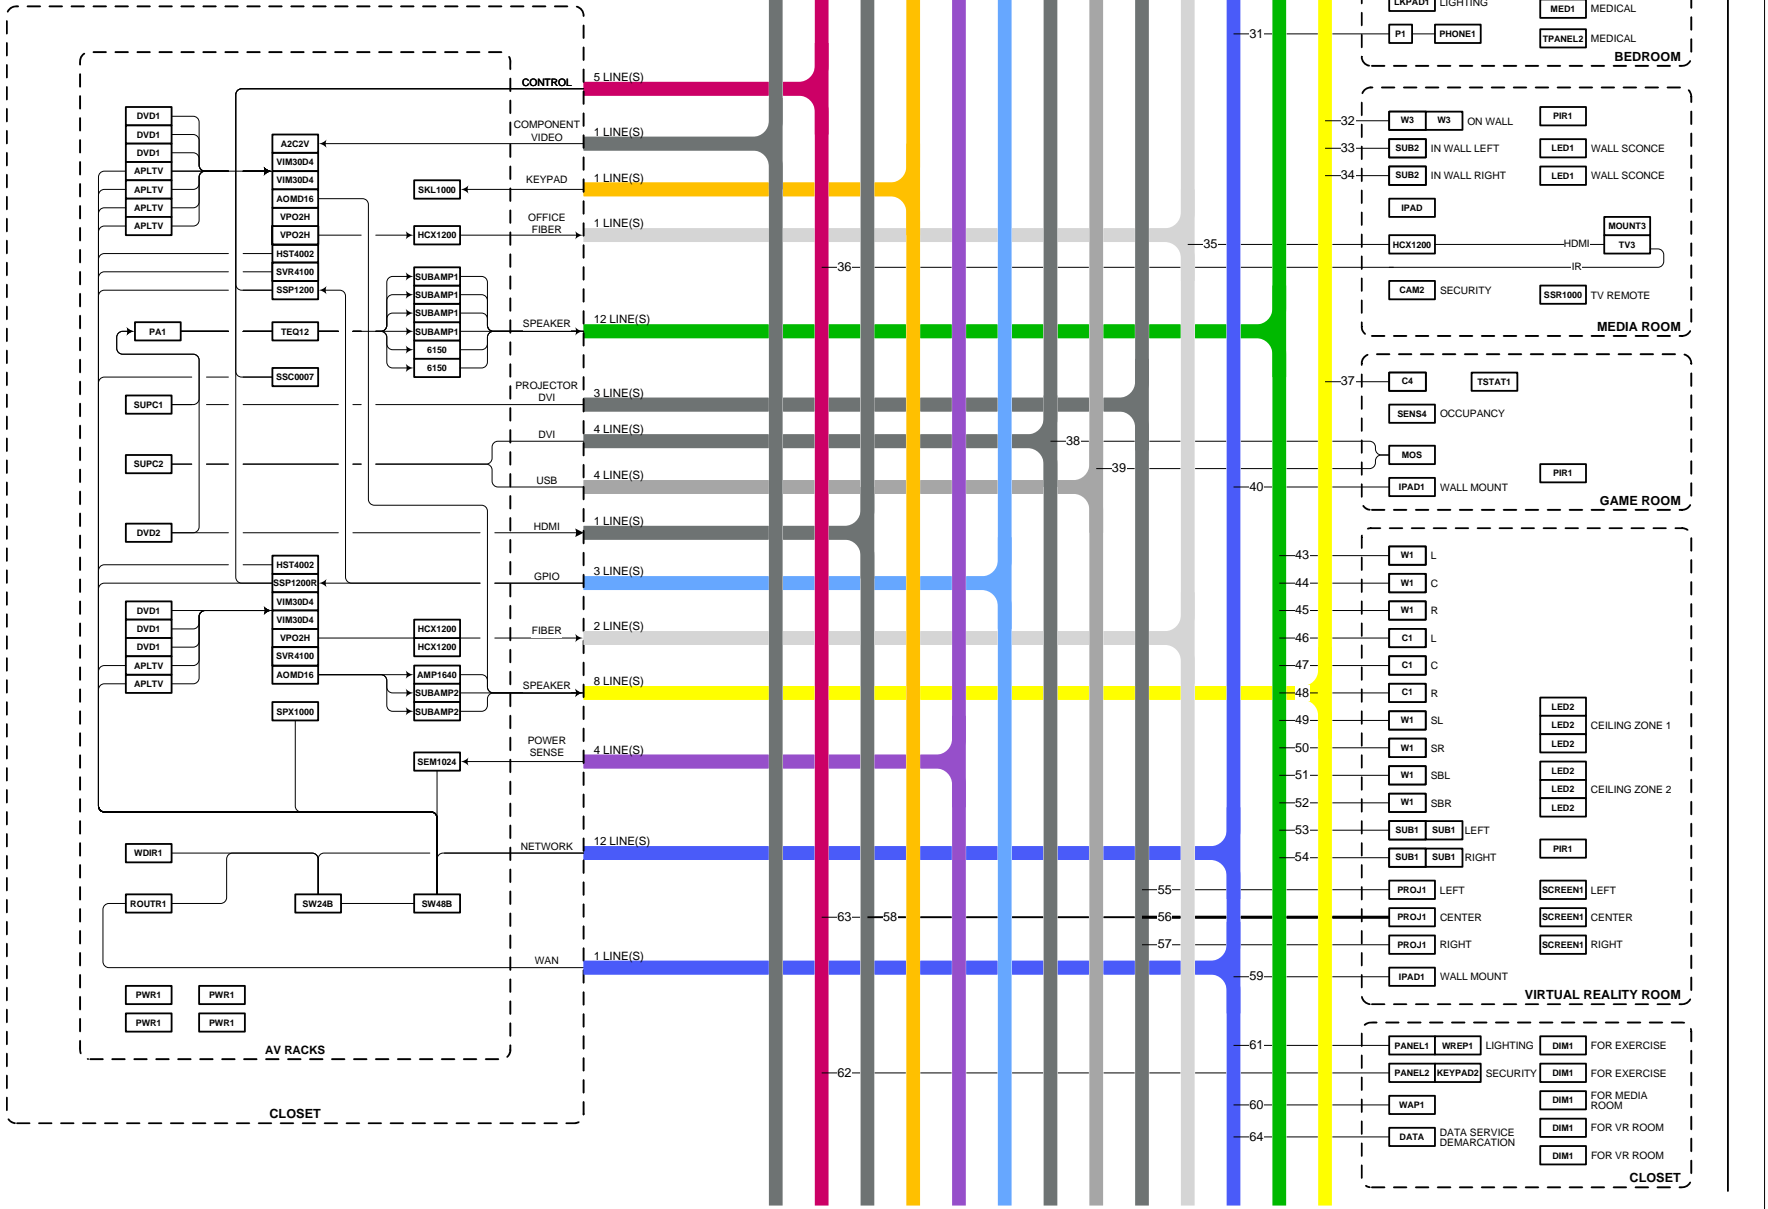 CONTROL
5 LINE(S)
COMPONENT
VIDEO
1 LINE(S)
KEYPAD
1 LINE(S)
OFFICE
FIBER
1 LINE(S)
SPEAKER
12 LINE(S)
PROJECTOR
DVI
3 LINE(S)
DVI
4 LINE(S)
USB
4 LINE(S)
HDMI
1 LINE(S)
GPIO
3 LINE(S)
FIBER
2 LINE(S)
SPEAKER
8 LINE(S)
POWER
SENSE
4 LINE(S)
NETWORK
12 LINE(S)
WAN
1 LINE(S)
DVD1
DVD1
DVD1
APLTV
APLTV
APLTV
APLTV
A2C2V
VIM30D4
VIM30D4
AOMD16
VPO2H
VPO2H
HST4002
SVR4100
SSP1200
SKL1000
HCX1200
SUBAMP1
SUBAMP1
SUBAMP1
SUBAMP1
6150
6150
PA1
TEQ12
SSC0007
SUPC1
SUPC2
DVD2
HST4002
SSP1200R
VIM30D4
VIM30D4
VPO2H
SVR4100
AOMD16
DVD1
DVD1
DVD1
APLTV
APLTV
HCX1200
HCX1200
AMP1640
SUBAMP2
SUBAMP2
SPX1000
SEM1024
WDIR1
ROUTR1
SW24B
SW48B
PWR1
PWR1
PWR1
PWR1
AV RACKS
CLOSET
LKPAD1 LIGHTING
MED1 MEDICAL
31
P1 PHONE1
TPANEL2 MEDICAL
BEDROOM
32
W3 W3 ON WALL
PIR1
33
SUB2 IN WALL LEFT
LED1 WALL SCONCE
34
SUB2 IN WALL RIGHT
LED1 WALL SCONCE
IPAD
MOUNT3
35
HCX1200
HDMI
TV3
36
IR
CAM2 SECURITY
SSR1000 TV REMOTE
MEDIA ROOM
37
C4
TSTAT1
SENS4 OCCUPANCY
38
MOS
39
PIR1
40
IPAD1 WALL MOUNT
GAME ROOM
43
W1 L
44
W1 C
45
W1 R
46
C1 L
47
C1 C
48
C1 R
49
W1 SL
50
W1 SR
51
W1 SBL
52
W1 SBR
53
SUB1 SUB1 LEFT
54
SUB1 SUB1 RIGHT
LED2
LED2 CEILING ZONE 1
LED2
LED2
LED2 CEILING ZONE 2
LED2
PIR1
55
PROJ1 LEFT
SCREEN1 LEFT
63
58
56
PROJ1 CENTER
SCREEN1 CENTER
57
PROJ1 RIGHT
SCREEN1 RIGHT
59
IPAD1 WALL MOUNT
VIRTUAL REALITY ROOM
61
PANEL1 WREP1 LIGHTING
DIM1 FOR EXERCISE
62
PANEL2 KEYPAD2 SECURITY
DIM1 FOR EXERCISE
60
WAP1
DIM1 FOR MEDIA
ROOM
64
DATA DATA SERVICE
DEMARCATION
DIM1 FOR VR ROOM
DIM1 FOR VR ROOM
CLOSET